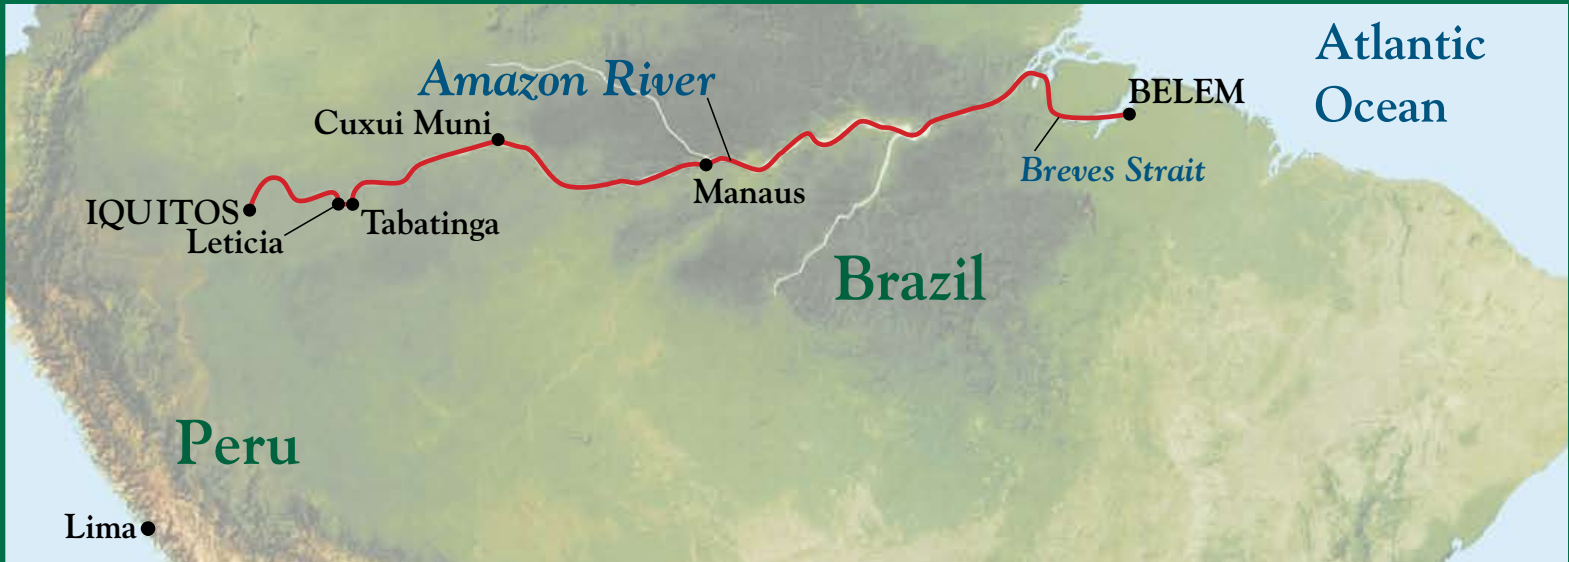 Atlantic
Ocean
Amazon River
BELEM
Cuxui Muni
Breves Strait
Manaus
IQUITOS
Leticia
Tabatinga
Brazil
Peru
Lima